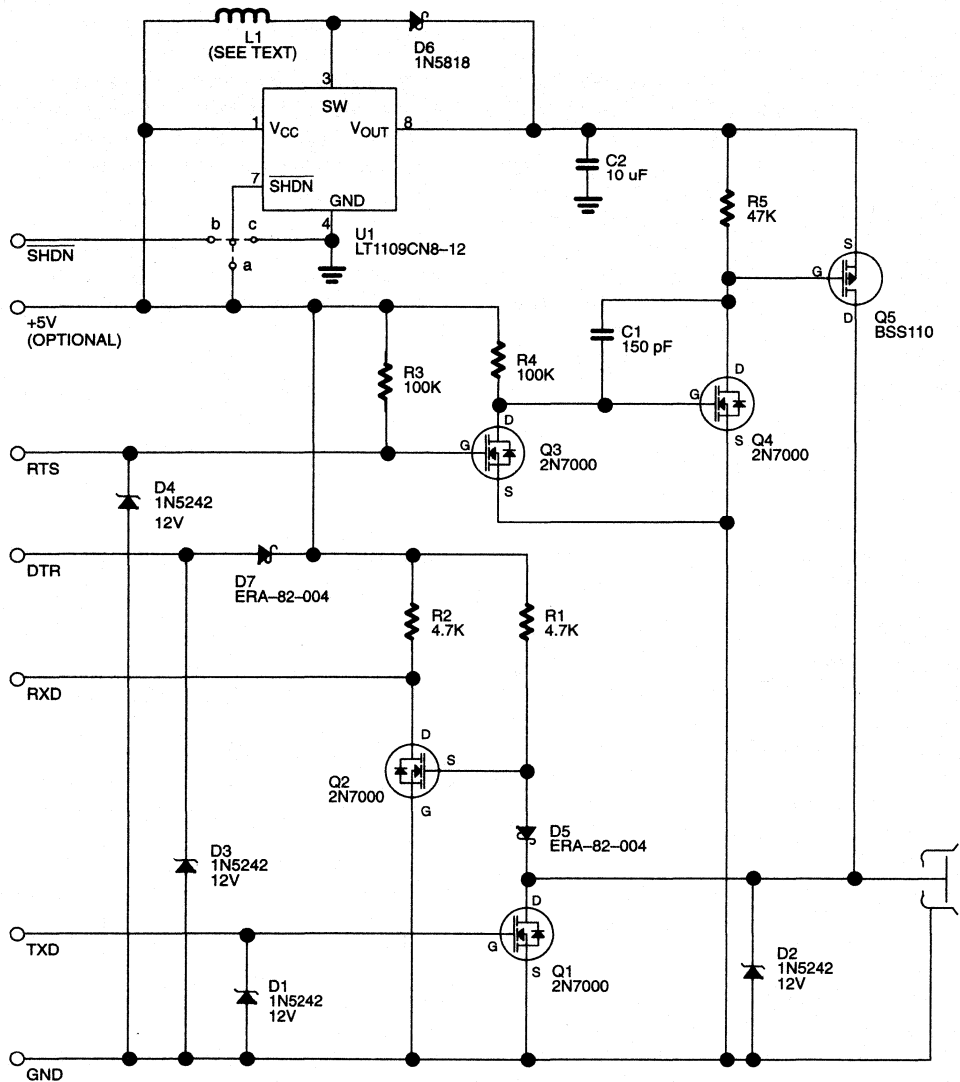 L1
(SEE TEXT)
D6
1N5818
3
SW
1
VCC
VOUT
8
7
SHDN
GND
4
U1
LT1109CN8–12
C2
10 uF
R5
47K
b
c
a
SHDN
S
G
D
Q5
BSS110
+5V
(OPTIONAL)
C1
150 pF
R3
100K
R4
100K
D
G
S
Q4
2N7000
D
G
S
Q3
2N7000
RTS
D4
1N5242
12V
DTR
D7
ERA–82–004
R2
4.7K
R1
4.7K
RXD
D
S
G
Q2
2N7000
D5
ERA–82–004
D3
1N5242
12V
D
G
S
Q1
2N7000
TXD
D1
1N5242
12V
D2
1N5242
12V
GND